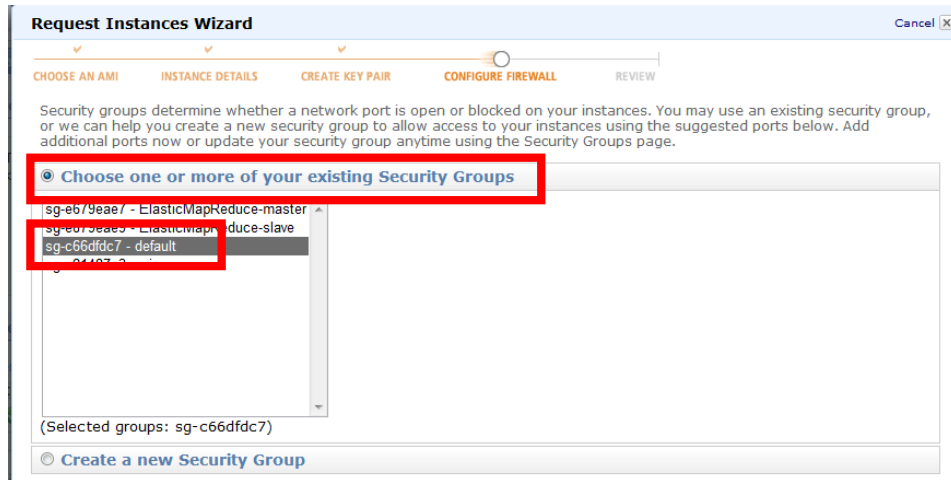 Request Instances Wizard
Cancel
CHOOSE AN AMI INSTANCE DETAILS CREATE KEY PAIR CONFIGURE FIREWALL REVIEW
Security groups determine whether a network port is open or blocked on your instances. You may use an existing security group,
or we can help you create a new security group to allow access to your instances using the suggested ports below. Add
additional ports now or update your security group anytime using the Security Groups page.
Choose one or more of your existing Security Groups
sg-e679eae7 - ElasticMapReduce-master
ElasticMapReduce-slave
sg-c66dfdc7 - default
(Selected groups: sg-c66dfdc7)
Create a new Security Group